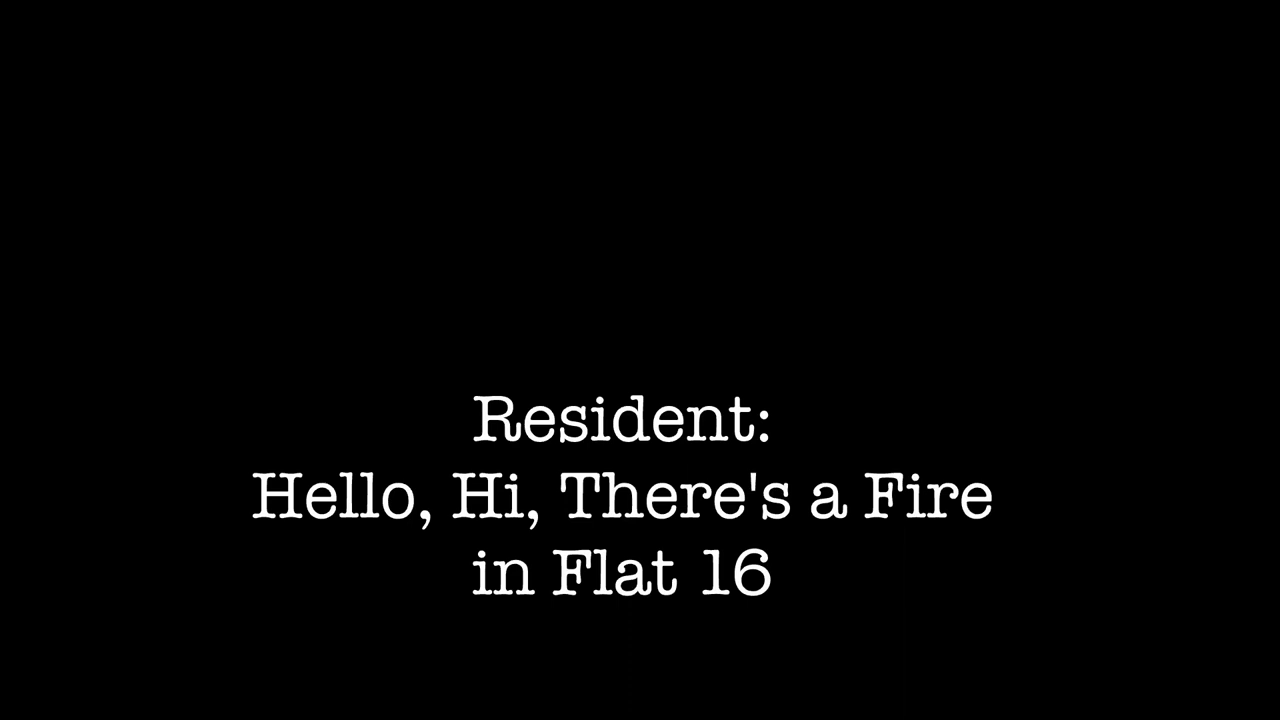 Resident:
Hello, Hi, There's a Fire
in Flat 16